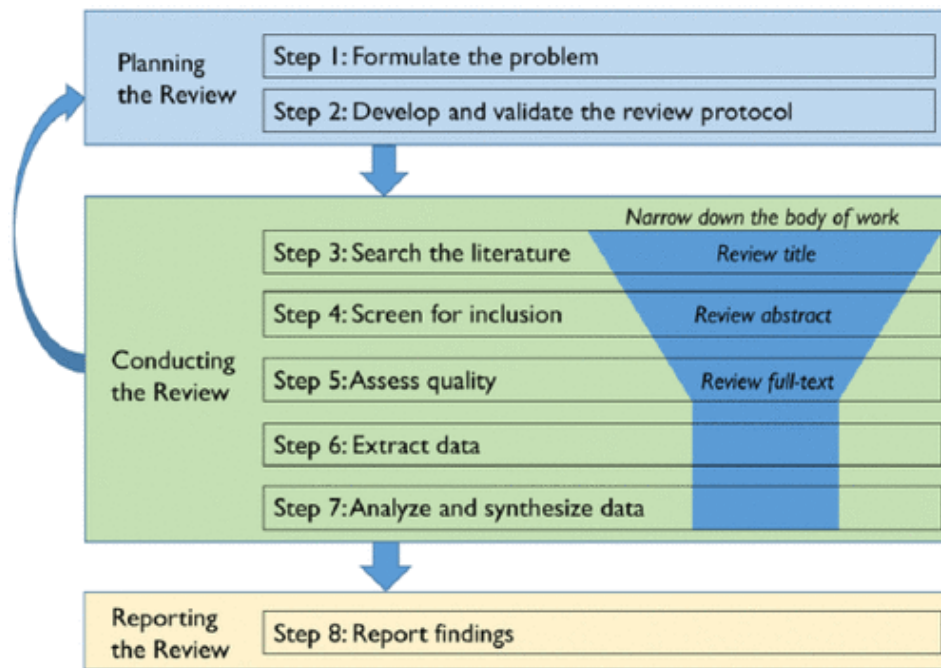 Planning
the Review
Step 1: Formulate the problem
Step 2: Develop and validate the review protocol
Narrow down the body of work
Step 3: Search the literature
Review title
Step 4: Screen for inclusion
Review abstract
Conducting
the Review
Step 5: Assess quality
Review full-text
Step 6: Extract data
Step 7: Analyze and synthesize data
Reporting
the Review
Step 8: Report findings